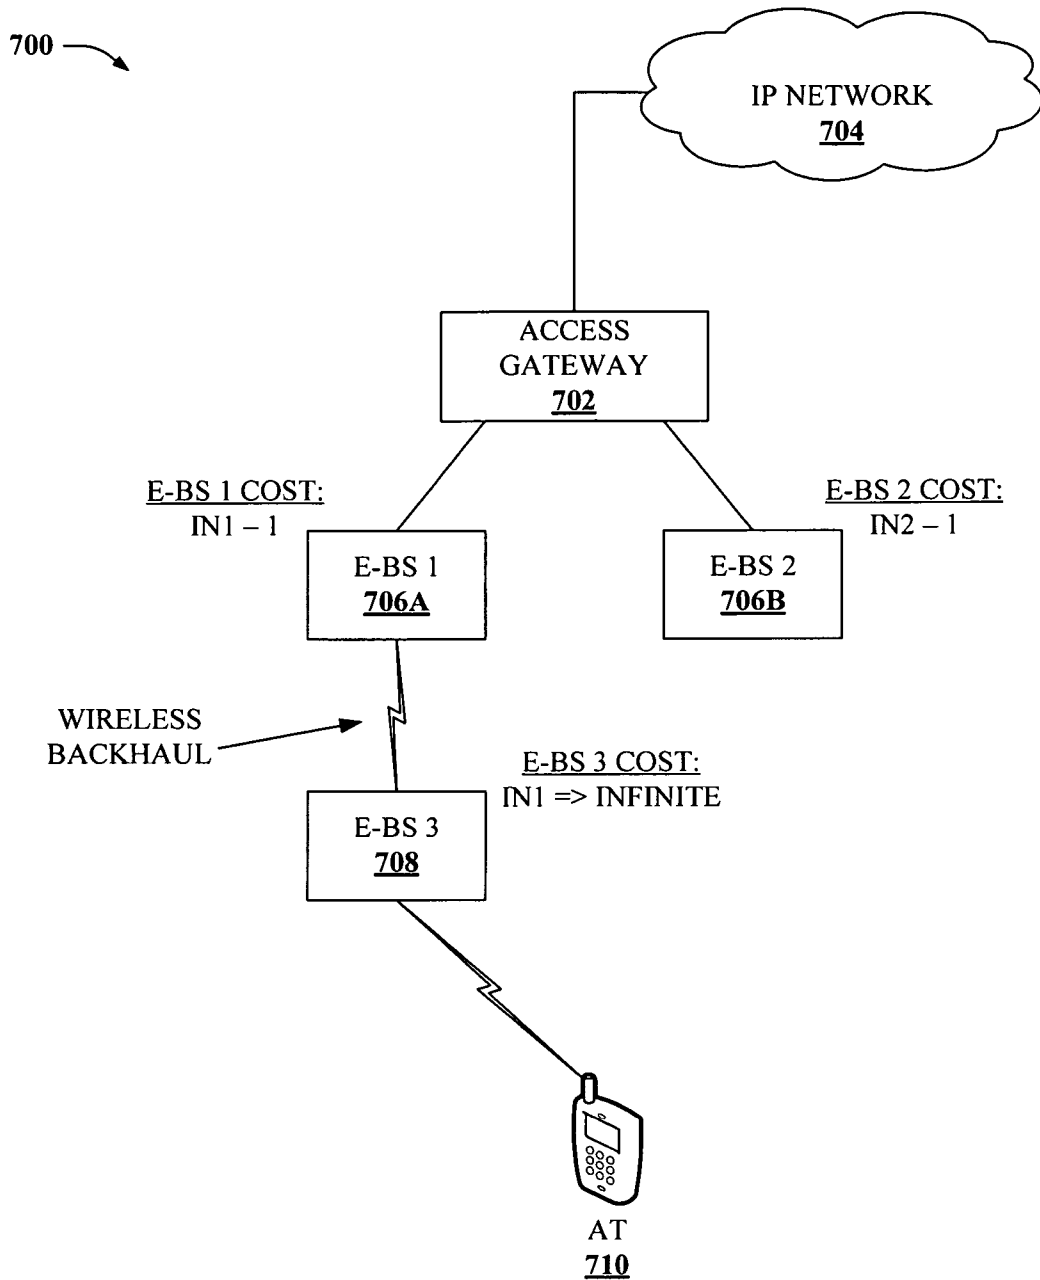 700
IP NETWORK
704
ACCESS
GATEWAY
702
E-BS 1 COST:
IN1 – 1
E-BS 2 COST:
IN2 – 1
E-BS 1
706A
E-BS 2
706B
WIRELESS
BACKHAUL
E-BS 3 COST:
IN1 => INFINITE
E-BS 3
708
AT
710